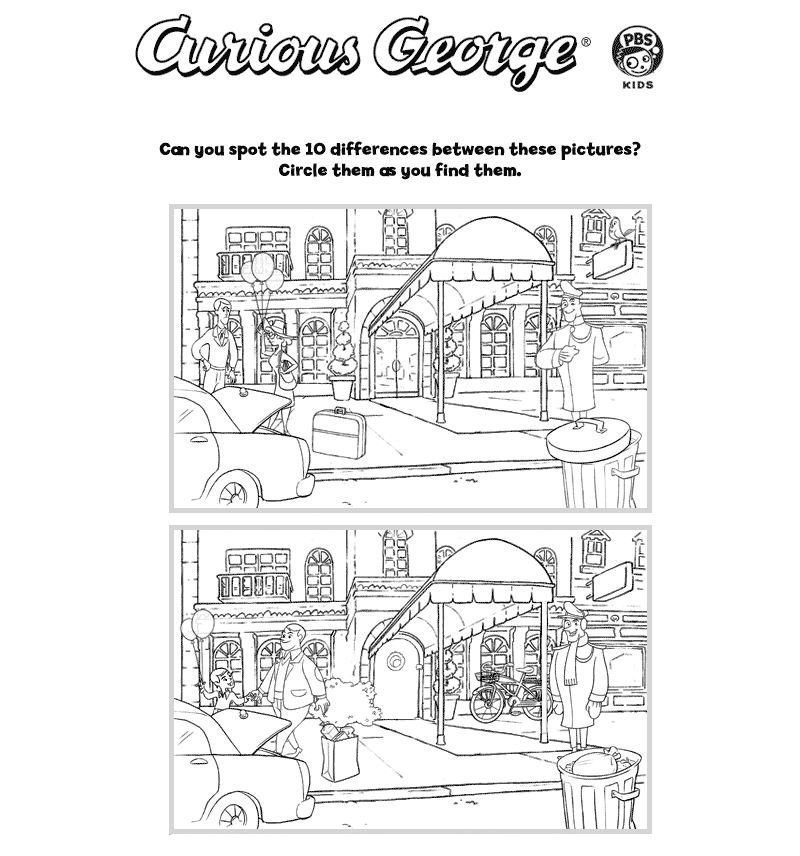 Curious George®
PBS
KIDS
Can you spot the 10 differences between these pictures?
Circle them as you find them.